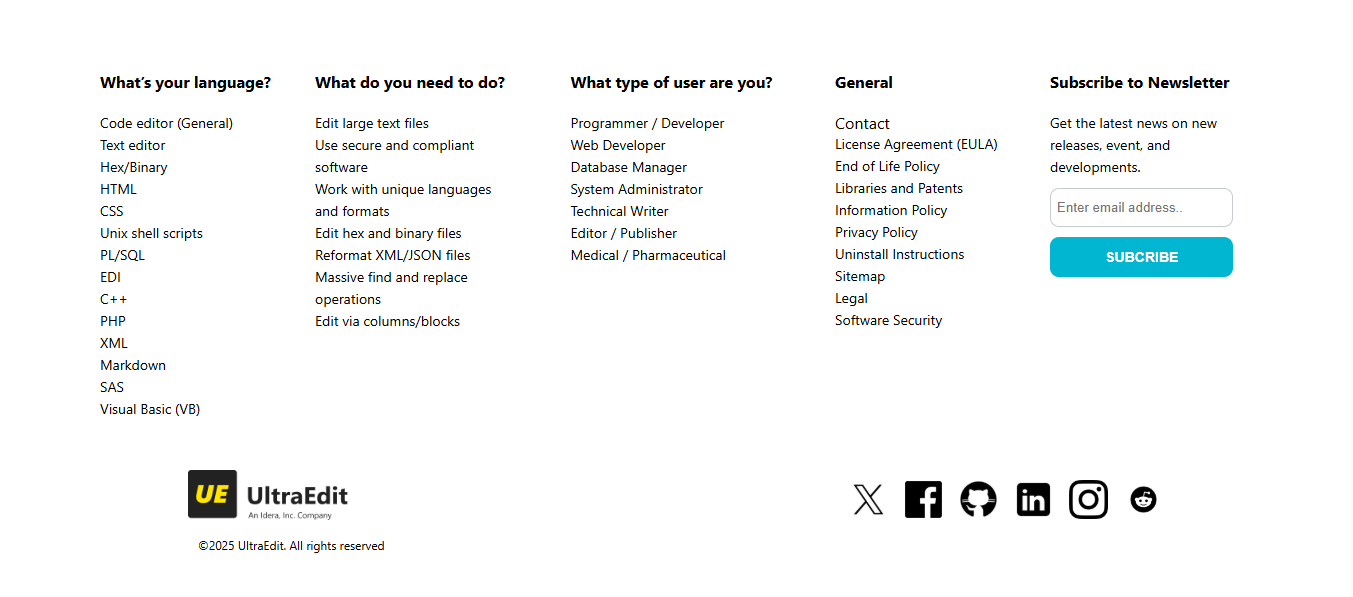 What's your language?
Code editor (General)
Text editor
Hex/Binary
HTML
CSS
Unix shell scripts
PL/SQL
EDI
C++
PHP
XML
Markdown
SAS
Visual Basic (VB)
What do you need to do?
Edit large text files
Use secure and compliant
software
Work with unique languages
and formats
Edit hex and binary files
Reformat XML/JSON files
Massive find and replace
operations
Edit via columns/blocks
What type of user are you?
Programmer / Developer
Web Developer
Database Manager
System Administrator
Technical Writer
Editor / Publisher
Medical / Pharmaceutical
General
Contact
License Agreement (EULA)
End of Life Policy
Libraries and Patents
Information Policy
Privacy Policy
Uninstall Instructions
Sitemap
Legal
Software Security
Subscribe to Newsletter
Get the latest news on new
releases, event, and
developments.
Enter email address..
SUBCRIBE
UE UltraEdit
An Idera, Inc. Company
©2025 UltraEdit. All rights reserved